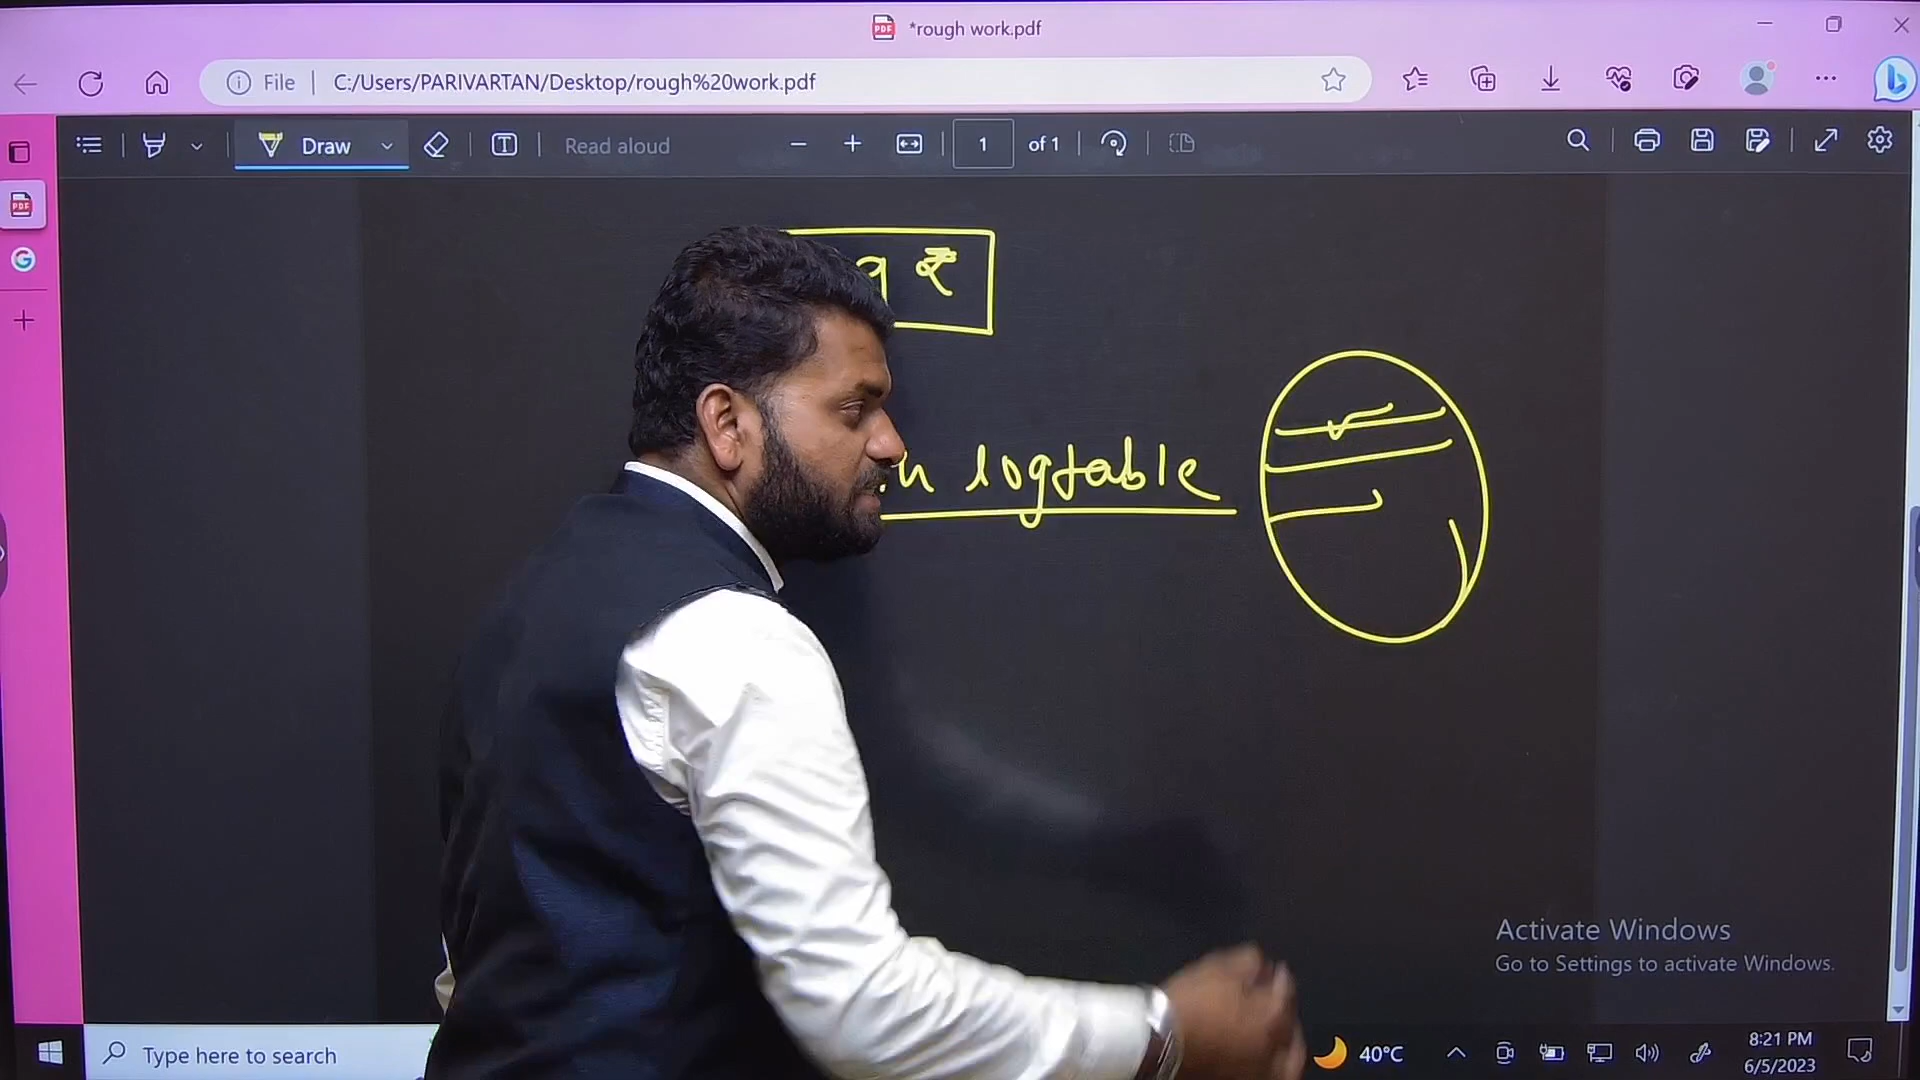 *rough work.pdf
File C:/Users/PARIVARTAN/Desktop/rough%20work.pdf
Draw
Read aloud
1 of 1
9 ₹
logtable
Activate Windows
Go to Settings to activate Windows.
Type here to search
40°C
8:21 PM
6/5/2023